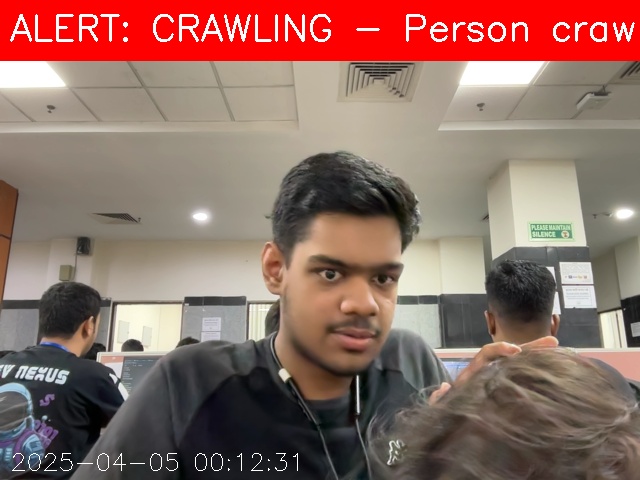 ALERT: CRAWLING - Person craw
PLEASE MAINTAIN
SILENCE
NEXUS
2025-04-05 00:12:31